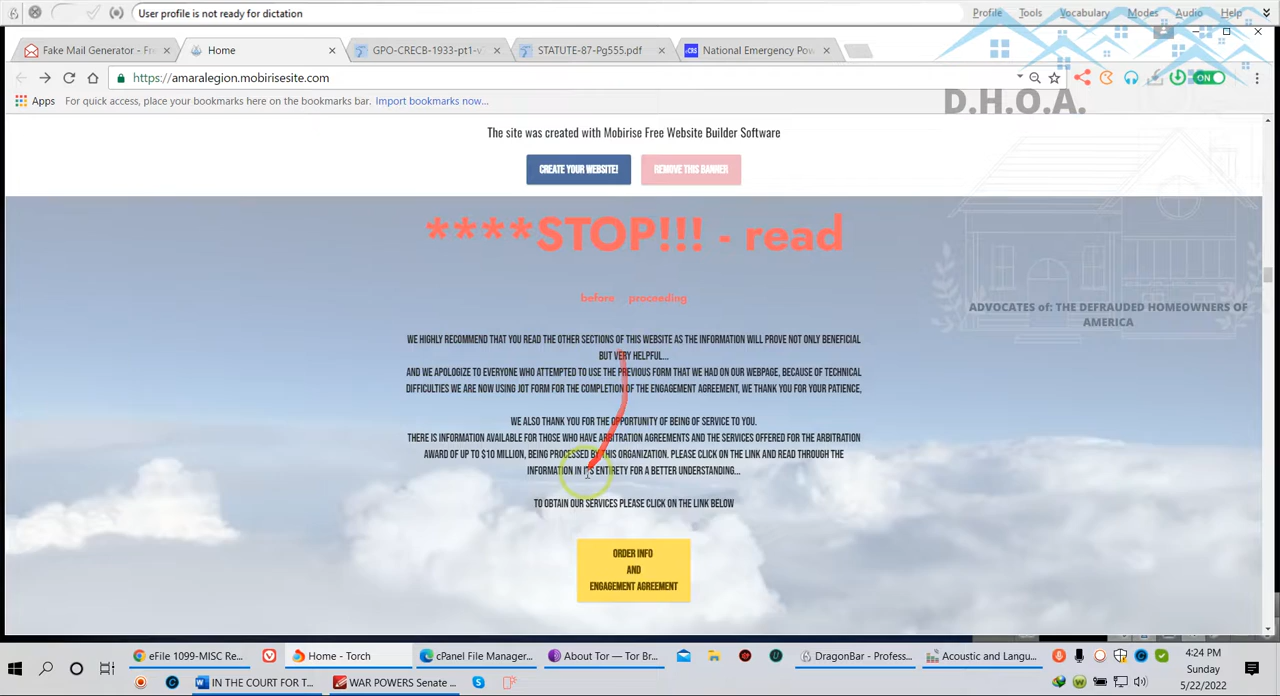 User profile is not ready for dictation
Profile Tools Vocabulary Modes Audio Help
Fake Mail Generator - Fr
Home
GPO-CRECB-1933-pt1-v
STATUTE-87-Pg555.pdf
CRS
National Emergency Pow
https://amaralegion.mobirisesite.com
ON
Apps For quick access, place your bookmarks here on the bookmarks bar. Import bookmarks now...
D.H.O.A.
The site was created with Mobirise Free Website Builder Software
CREATE YOUR WEBSITE!
REMOVE THIS BANNER
****STOP!!! - read
before proceeding
ADVOCATES of: THE DEFRAUDED HOMEOWNERS OF
AMERICA
WE HIGHLY RECOMMEND THAT YOU READ THE OTHER SECTIONS OF THIS WEBSITE AS THE INFORMATION WILL PROVE NOT ONLY BENEFICIAL
BUT VERY HELPFUL...
AND WE APOLOGIZE TO EVERYONE WHO ATTEMPTED TO USE THE PREVIOUS FORM THAT WE HAD ON OUR WEBPAGE, BECAUSE OF TECHNICAL
DIFFICULTIES WE ARE NOW USING JOT FORM FOR THE COMPLETION OF THE ENGAGEMENT AGREEMENT, WE THANK YOU FOR YOUR PATIENCE,
WE ALSO THANK YOU FOR THE OPPORTUNITY OF BEING OF SERVICE TO YOU.
THERE IS INFORMATION AVAILABLE FOR THOSE WHO HAVE ARBITRATION AGREEMENTS AND THE SERVICES OFFERED FOR THE ARBITRATION
AWARD OF UP TO $10 MILLION, BEING PROCESSED BY THIS ORGANIZATION. PLEASE CLICK ON THE LINK AND READ THROUGH THE
INFORMATION IN ITS ENTIRETY FOR A BETTER UNDERSTANDING...
TO OBTAIN OUR SERVICES PLEASE CLICK ON THE LINK BELOW
ORDER INFO
AND
ENGAGEMENT AGREEMENT
eFile 1099-MISC Re...
Home - Torch
cPanel File Manager...
About Tor — Tor Br...
DragonBar - Profess...
Acoustic and Langu...
4:24 PM
Sunday
5/22/2022
IN THE COURT FOR T...
WAR POWERS Senate ...